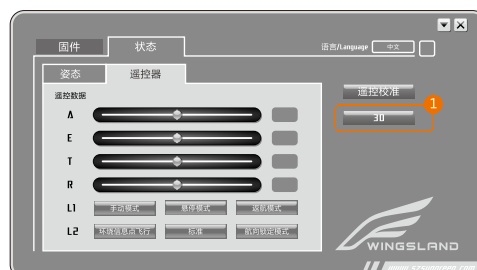 固件 状态 语言/Language 中文
姿态 遥控器
遥控数据
遥控校准
1
3D
A
E
T
R
L1 手动模式 悬停模式 返航模式
L2 环绕信息点飞行 标准 航向锁定模式
WINGSLAND